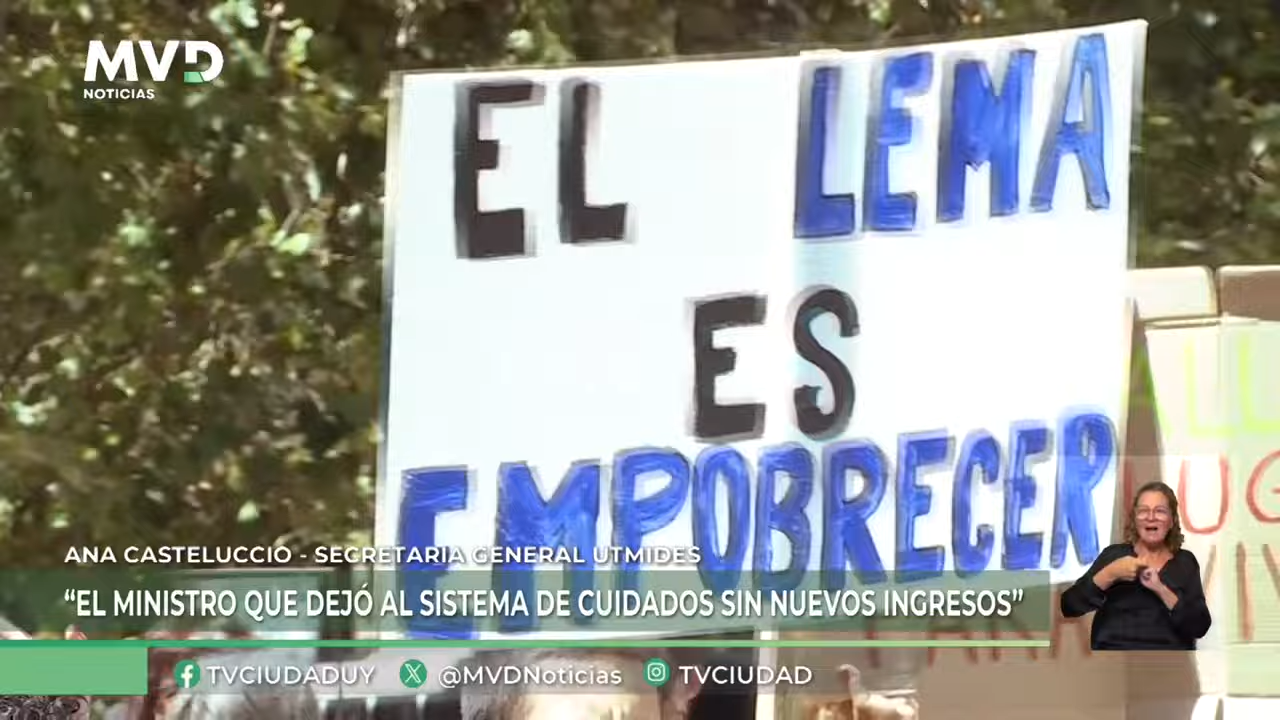 MVD
NOTICIAS
EL LEMA
ES
EMPOBRECER
ANA CASTELUCCIO - SECRETARIA GENERAL UTMIDES
“EL MINISTRO QUE DEJÓ AL SISTEMA DE CUIDADOS SIN NUEVOS INGRESOS”
TVCIUDADUY @MVDNoticias TVCIUDAD